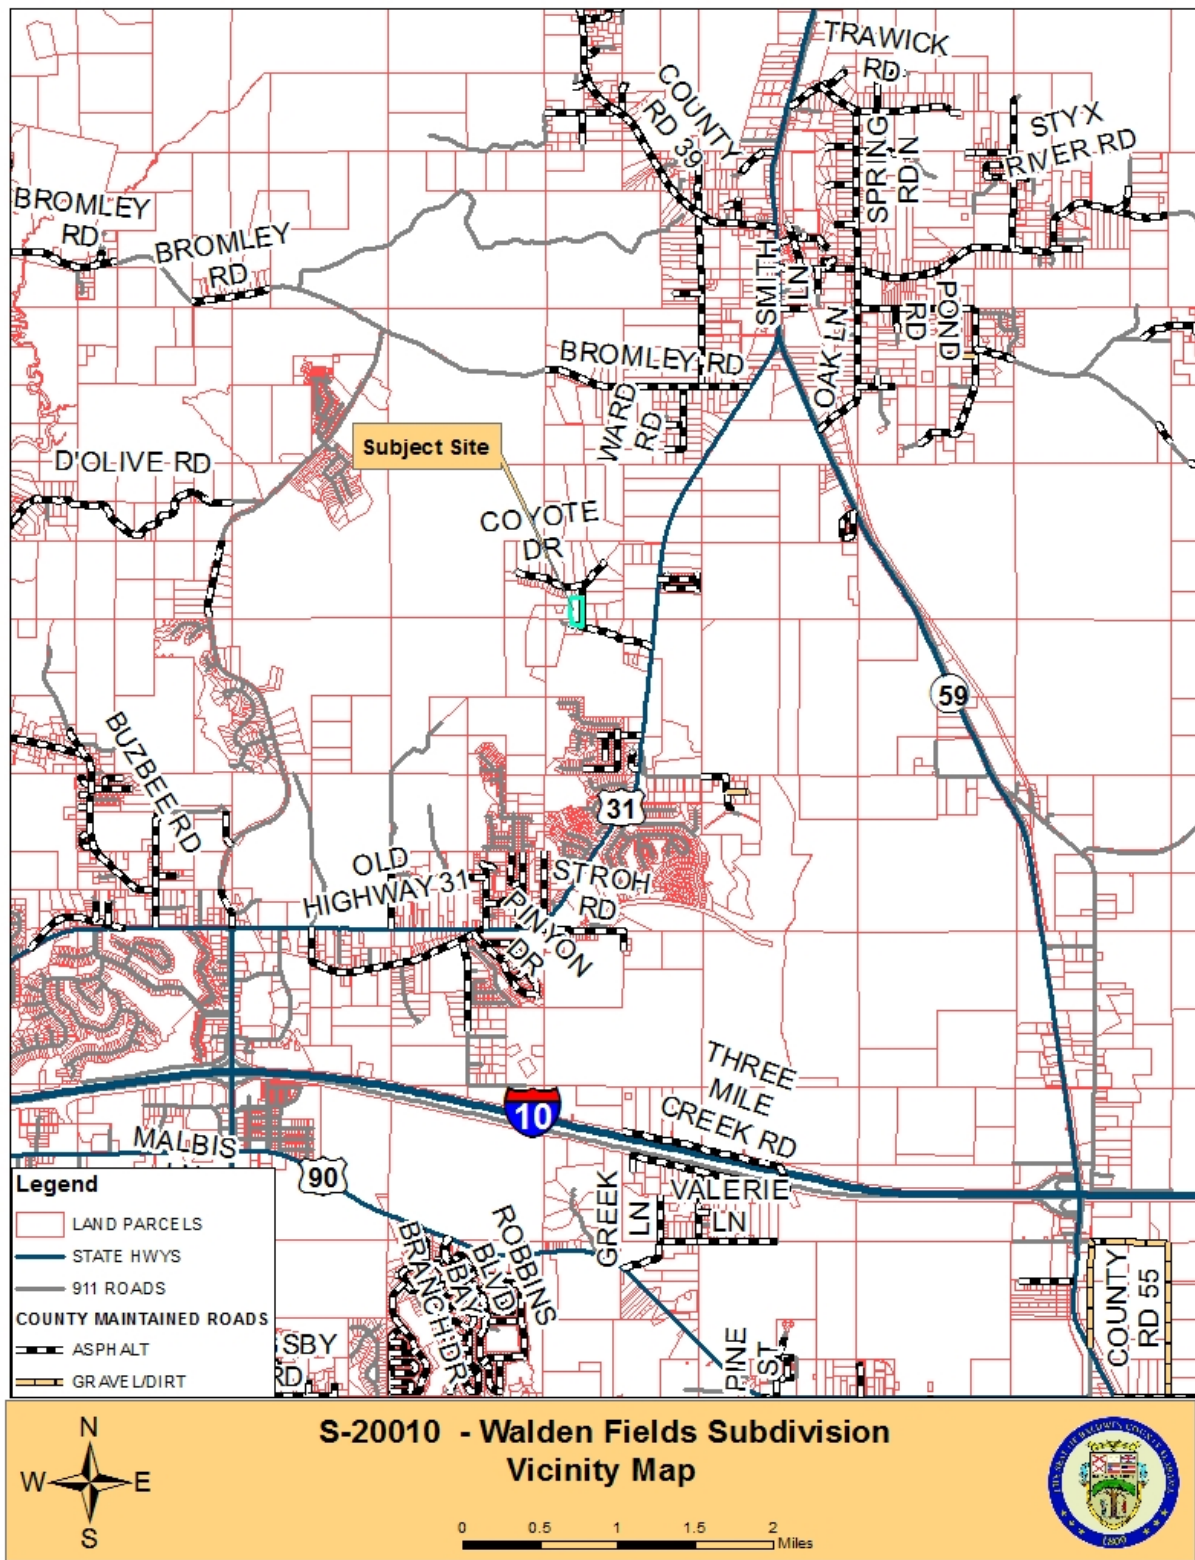 TRAWICK
RD
COUNTY
RD 39
STYX
RIVER RD
SPRING
RD N
BROMLEY
RD
BROMLEY
RD
SMITH
LN
OAK LN
POND
RD
BROMLEY RD
WARD
RD
Subject Site
D'OLIVE RD
COYOTE
DR
59
BUZBEE RD
31
OLD
HIGHWAY 31
STROH
RD
PINYON
DR
THREE
MILE
CREEK RD
10
MALBIS
90
VALERIE
LN
GREEK
LN
ROBBINS
BLVD
BAY
BRANCH DR
COUNTY
RD 55
PINE
ST
SBY
RD
Legend
LAND PARCELS
STATE HWYS
911 ROADS
COUNTY MAINTAINED ROADS
ASPHALT
GRAVEL/DIRT
N
W E
S
S-20010 - Walden Fields Subdivision
Vicinity Map
0 0.5 1 1.5 2
Miles